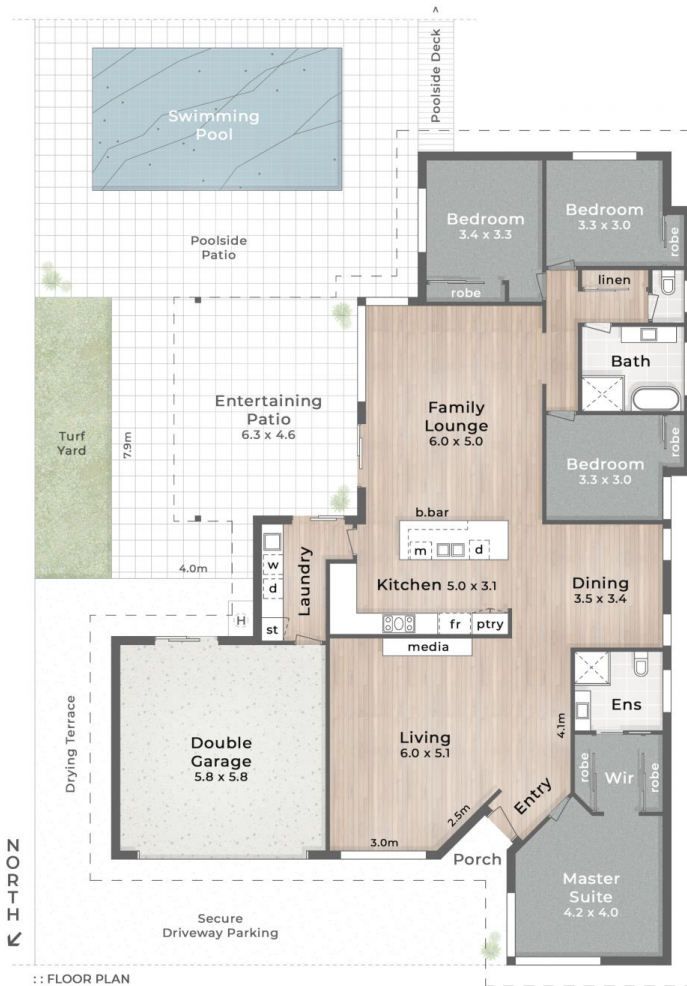 Poolside Deck
Swimming
Pool
Poolside
Patio
Bedroom
3.4 x 3.3
robe
Bedroom
3.3 x 3.0
robe
linen
Bath
Entertaining
Patio
6.3 x 4.6
Turf
Yard
7.9m
4.0m
Family
Lounge
6.0 x 5.0
Bedroom
3.3 x 3.0
robe
b.bar
m
d
Kitchen 5.0 x 3.1
Dining
3.5 x 3.4
Laundry
w
d
st
H
fr
ptry
media
Living
6.0 x 5.1
4.1m
2.5m
3.0m
Entry
Porch
Ens
robe
Wir
robe
Master
Suite
4.2 x 4.0
Double
Garage
5.8 x 5.8
Drying Terrace
Secure
Driveway Parking
NORTH
:: FLOOR PLAN